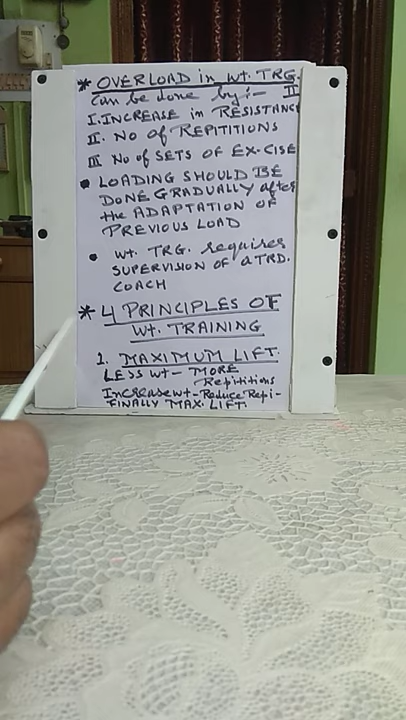 * OVERLOAD in Wt. TRG.
Can be done by:- II
I. INCREASE in RESISTANCE
II. NO of REPITITIONS
III NO of SETS OF EX-CISE
• LOADING SHOULD BE
DONE GRADUALLY after
the ADAPTATION OF
PREVIOUS LOAD
• Wt. TRG. requires
SUPERVISION OF a TRD.
COACH
* 4 PRINCIPLES OF
Wt. TRAINING
1. MAXIMUM LIFT.
LESS Wt - MORE
Repititions
Increase wt - Reduce Repi-
FINALLY MAX. LIFT.